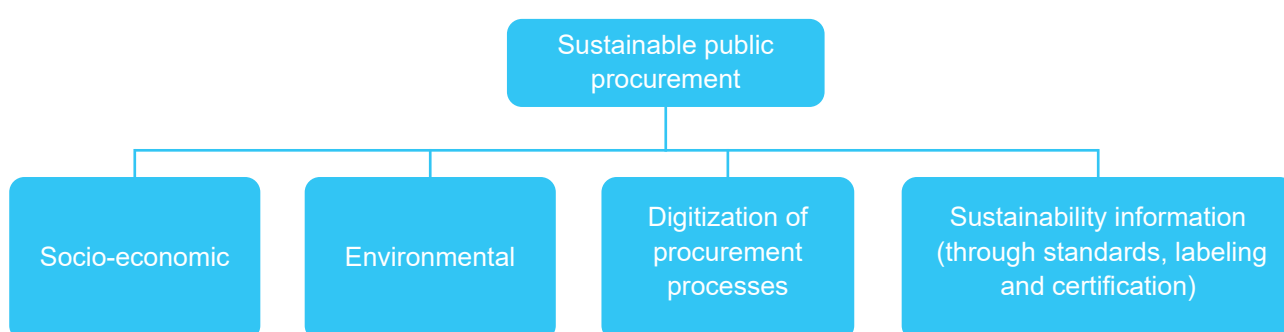 Sustainable public
procurement
Socio-economic
Environmental
Digitization of
procurement
processes
Sustainability information
(through standards, labeling
and certification)